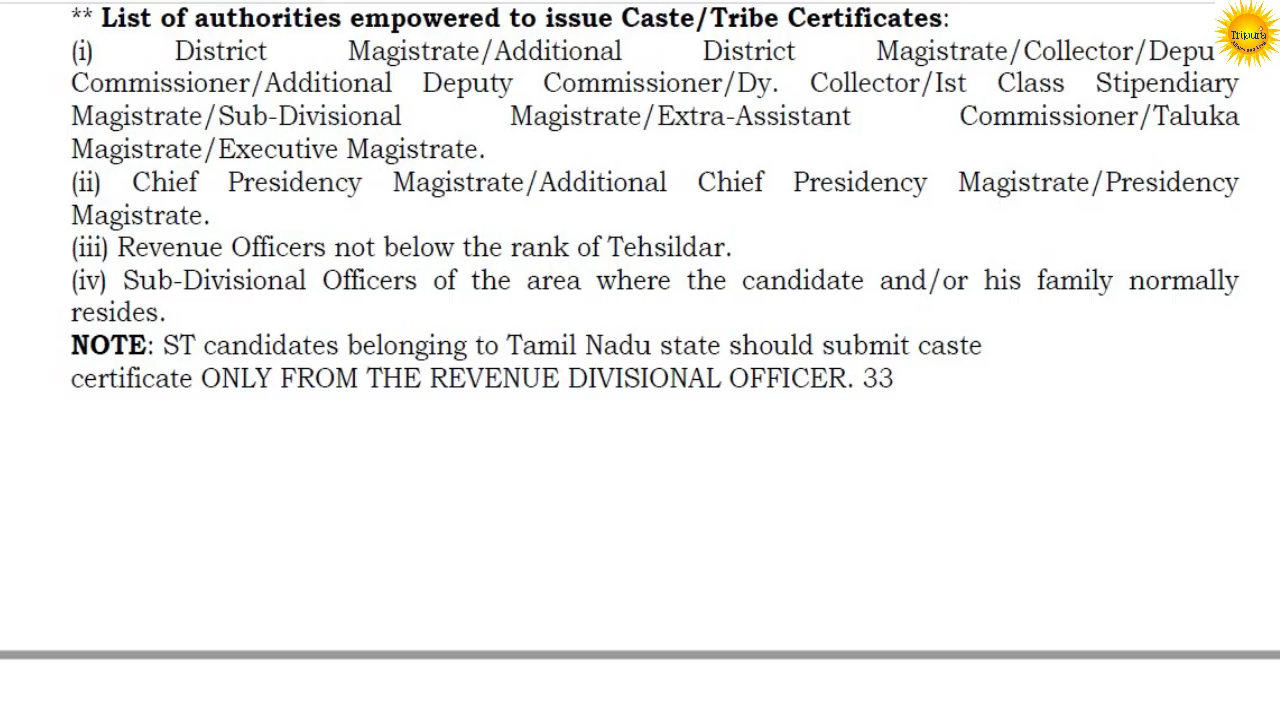 ** List of authorities empowered to issue Caste/Tribe Certificates:
(i) District Magistrate/Additional District Magistrate/Collector/Depu
Commissioner/Additional Deputy Commissioner/Dy. Collector/Ist Class Stipendiary
Magistrate/Sub-Divisional Magistrate/Extra-Assistant Commissioner/Taluka
Magistrate/Executive Magistrate.
(ii) Chief Presidency Magistrate/Additional Chief Presidency Magistrate/Presidency
Magistrate.
(iii) Revenue Officers not below the rank of Tehsildar.
(iv) Sub-Divisional Officers of the area where the candidate and/or his family normally
resides.
NOTE: ST candidates belonging to Tamil Nadu state should submit caste
certificate ONLY FROM THE REVENUE DIVISIONAL OFFICER. 33
Tripura